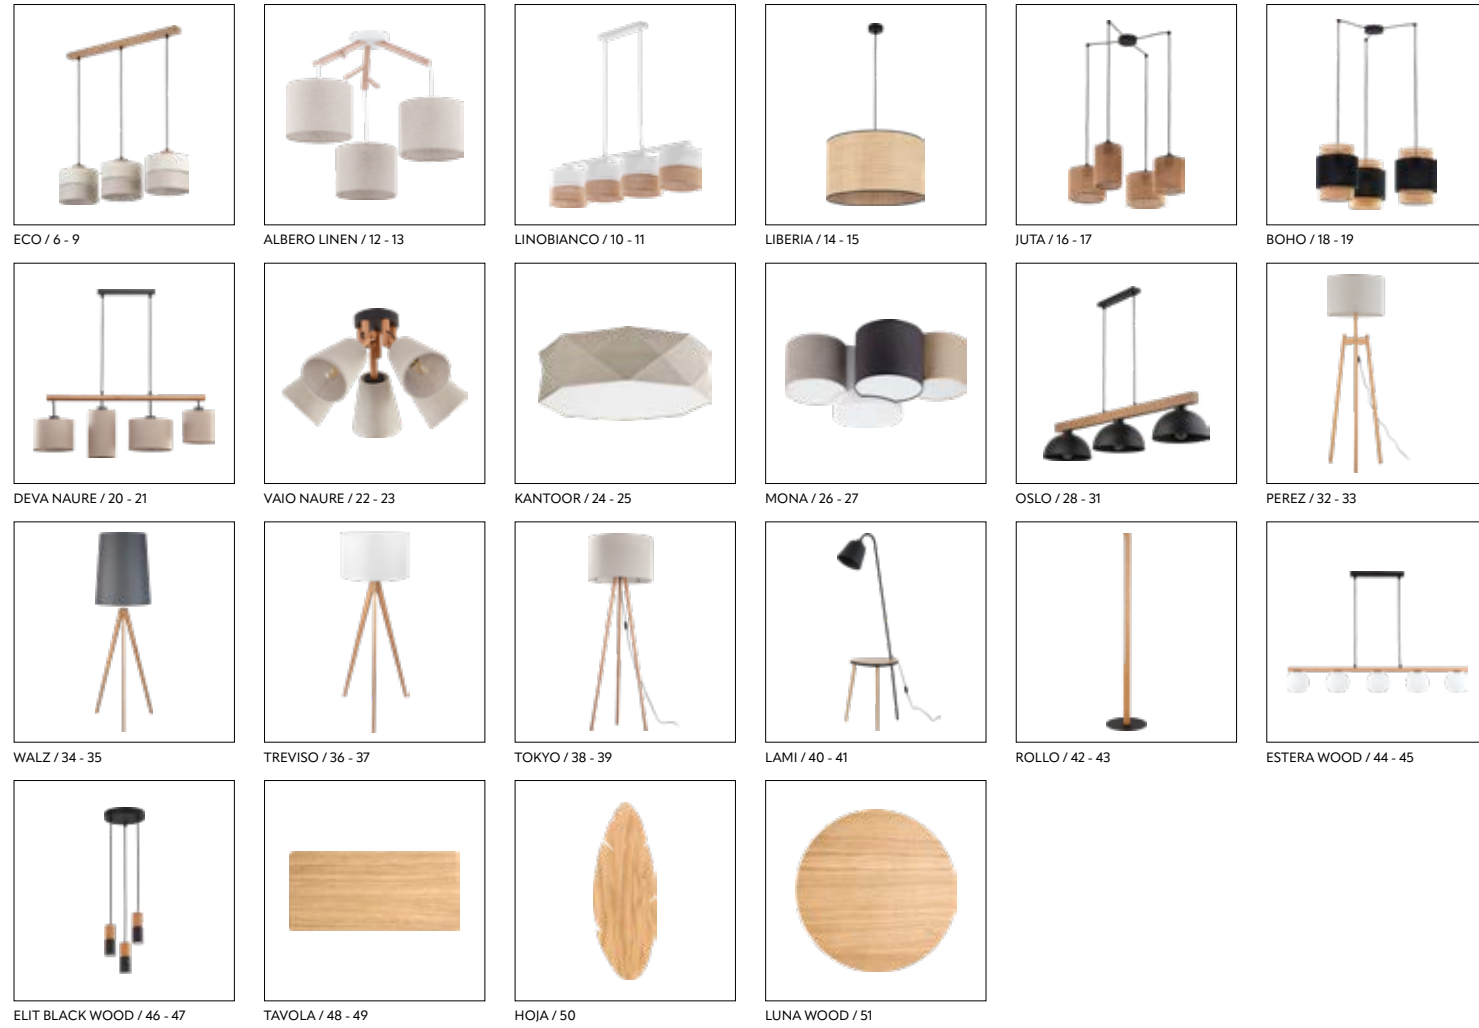 ECO / 6 - 9
ALBERO LINEN / 12 - 13
LINOBIANCO / 10 - 11
LIBERIA / 14 - 15
JUTA / 16 - 17
BOHO / 18 - 19
DEVA NAURE / 20 - 21
VAIO NAURE / 22 - 23
KANTOOR / 24 - 25
MONA / 26 - 27
OSLO / 28 - 31
PEREZ / 32 - 33
WALZ / 34 - 35
TREVISO / 36 - 37
TOKYO / 38 - 39
LAMI / 40 - 41
ROLLO / 42 - 43
ESTERA WOOD / 44 - 45
ELIT BLACK WOOD / 46 - 47
TAVOLA / 48 - 49
HOJA / 50
LUNA WOOD / 51